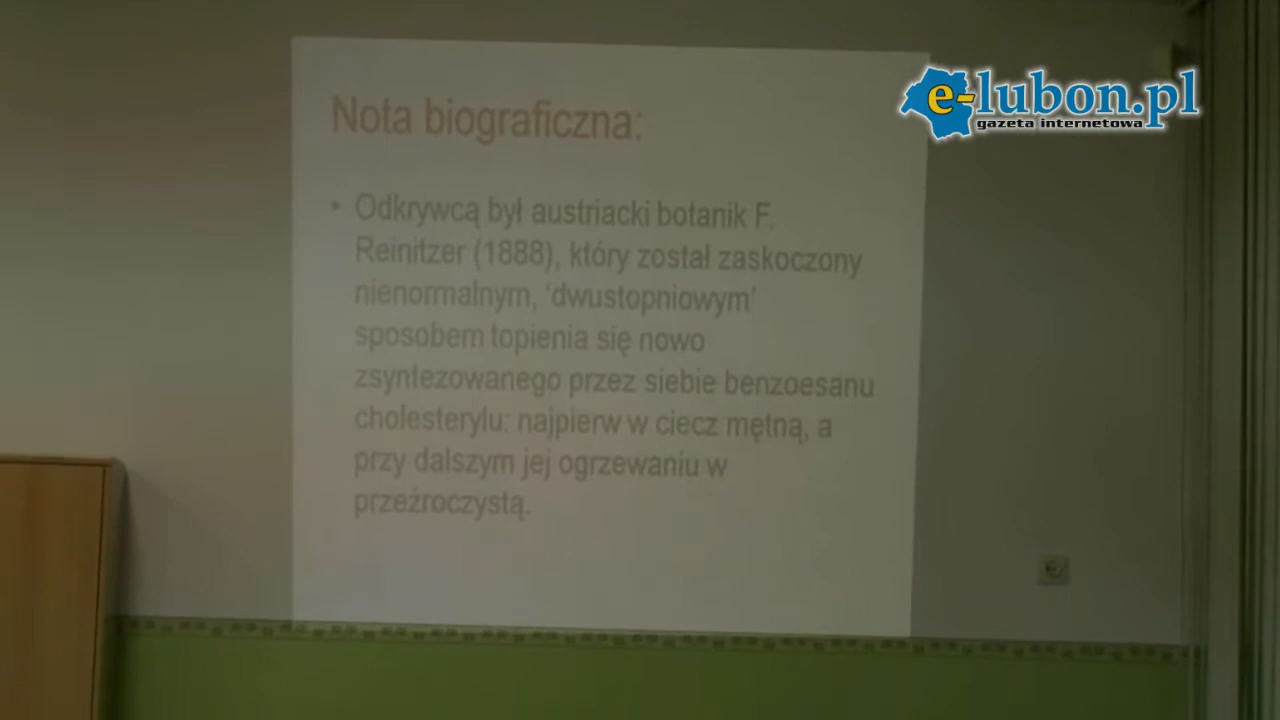 e-lubon.pl
gazeta internetowa
Nota biograficzna:
• Odkrywcą był austriacki botanik F.
Reinitzer (1888), który został zaskoczony
nienormalnym, 'dwustopniowym'
sposobem topienia się nowo
zsyntezowanego przez siebie benzoesanu
cholesterylu: najpierw w ciecz mętną, a
przy dalszym jej ogrzewaniu w
przeźroczystą.